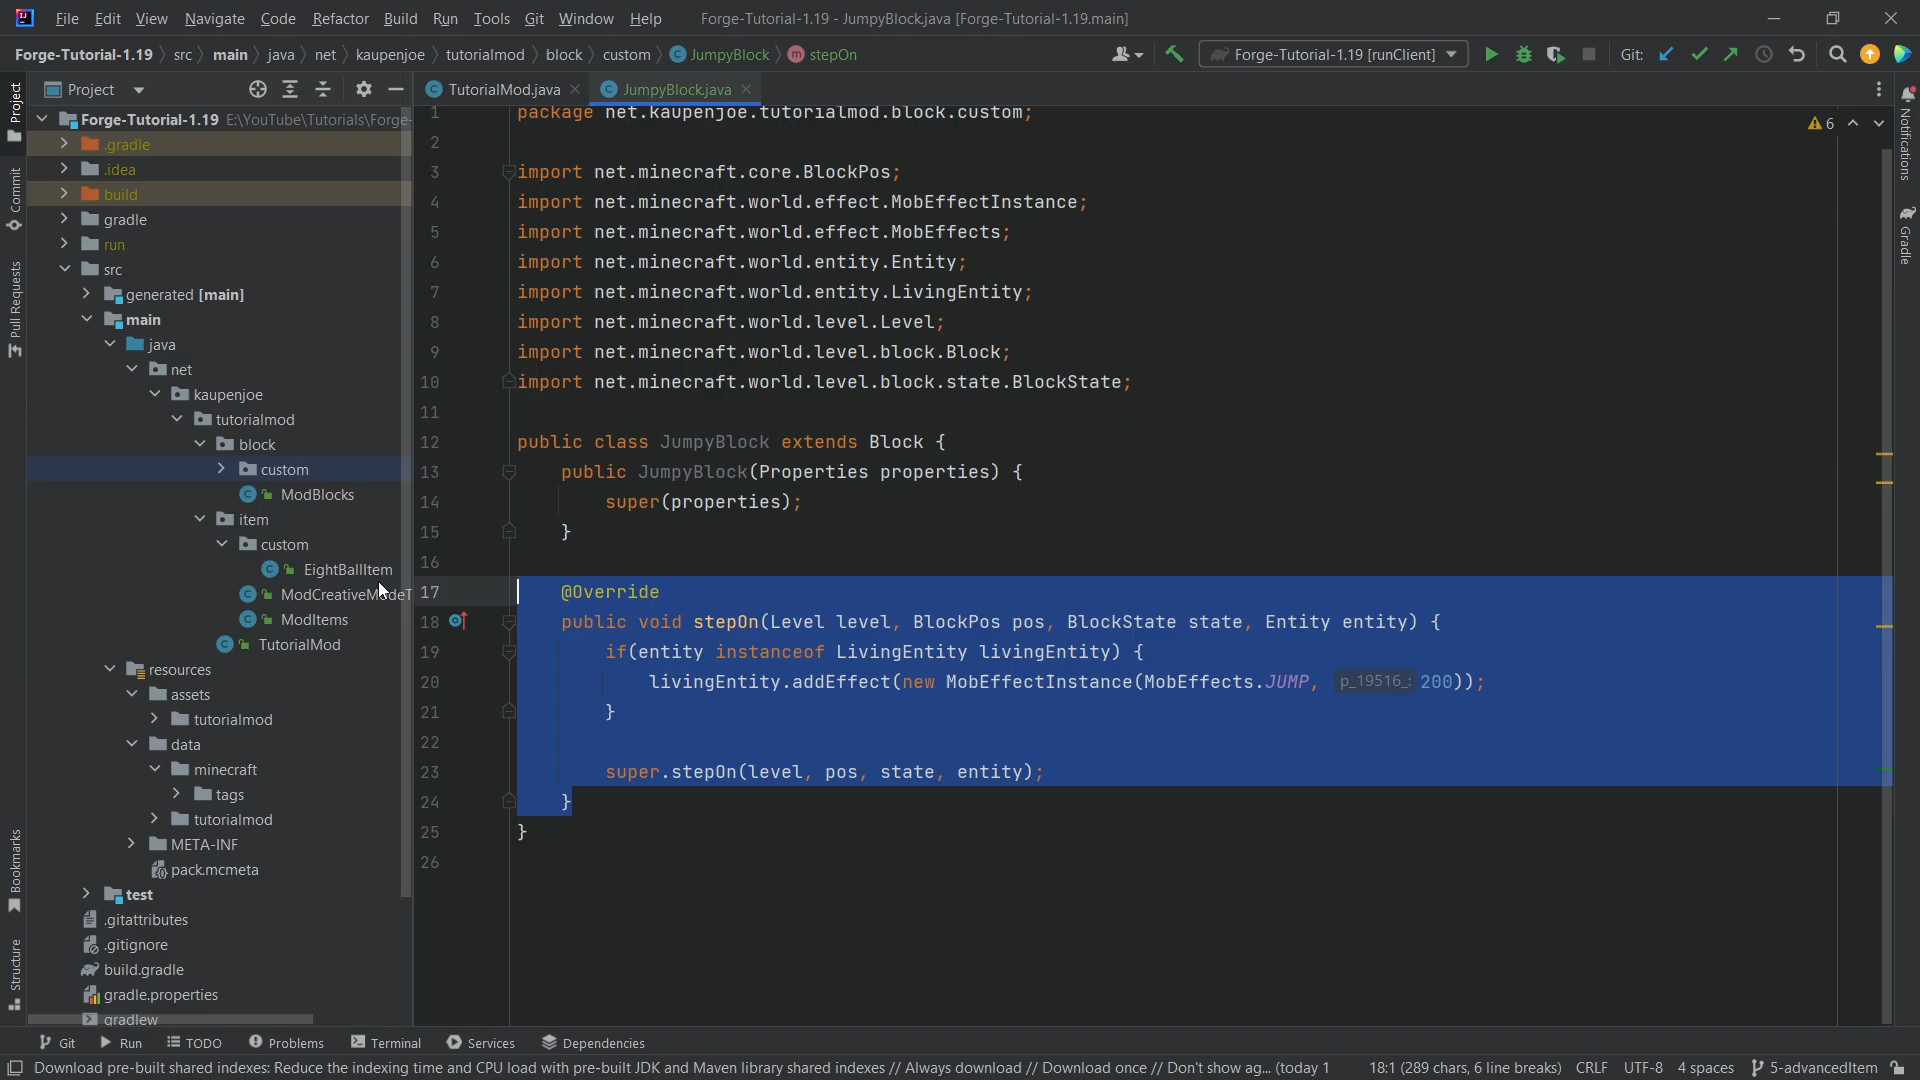 File Edit View Navigate Code Refactor Build Run Tools Git Window Help Forge-Tutorial-1.19 - JumpyBlock.java [Forge-Tutorial-1.19.main]
Forge-Tutorial-1.19 src main java net kaupenjoe tutorialmod block custom JumpyBlock stepOn Forge-Tutorial-1.19 [runClient] Git:
Project TutorialMod.java JumpyBlock.java
Forge-Tutorial-1.19 E:\YouTube\Tutorials\Forge-
.gradle
.idea
build
gradle
run
src
generated [main]
main
java
net
kaupenjoe
tutorialmod
block
custom
ModBlocks
item
custom
EightBallItem
ModCreativeModeT
ModItems
TutorialMod
resources
assets
tutorialmod
data
minecraft
tags
tutorialmod
META-INF
pack.mcmeta
test
.gitattributes
.gitignore
build.gradle
gradle.properties
gradlew
Project
Commit
Pull Requests
Bookmarks
Structure
1 package net.kaupenjoe.tutorialmod.block.custom;
2
3 import net.minecraft.core.BlockPos;
4 import net.minecraft.world.effect.MobEffectInstance;
5 import net.minecraft.world.effect.MobEffects;
6 import net.minecraft.world.entity.Entity;
7 import net.minecraft.world.entity.LivingEntity;
8 import net.minecraft.world.level.Level;
9 import net.minecraft.world.level.block.Block;
10 import net.minecraft.world.level.block.state.BlockState;
11
12 public class JumpyBlock extends Block {
13 public JumpyBlock(Properties properties) {
14 super(properties);
15 }
16
17 @Override
18 public void stepOn(Level level, BlockPos pos, BlockState state, Entity entity) {
19 if(entity instanceof LivingEntity livingEntity) {
20 livingEntity.addEffect(new MobEffectInstance(MobEffects.JUMP, p_19516_: 200));
21 }
22
23 super.stepOn(level, pos, state, entity);
24 }
25 }
26
6
Notifications
Gradle
Git Run TODO Problems Terminal Services Dependencies
Download pre-built shared indexes: Reduce the indexing time and CPU load with pre-built JDK and Maven library shared indexes // Always download // Download once // Don't show ag... (today 1 18:1 (289 chars, 6 line breaks) CRLF UTF-8 4 spaces 5-advancedItem